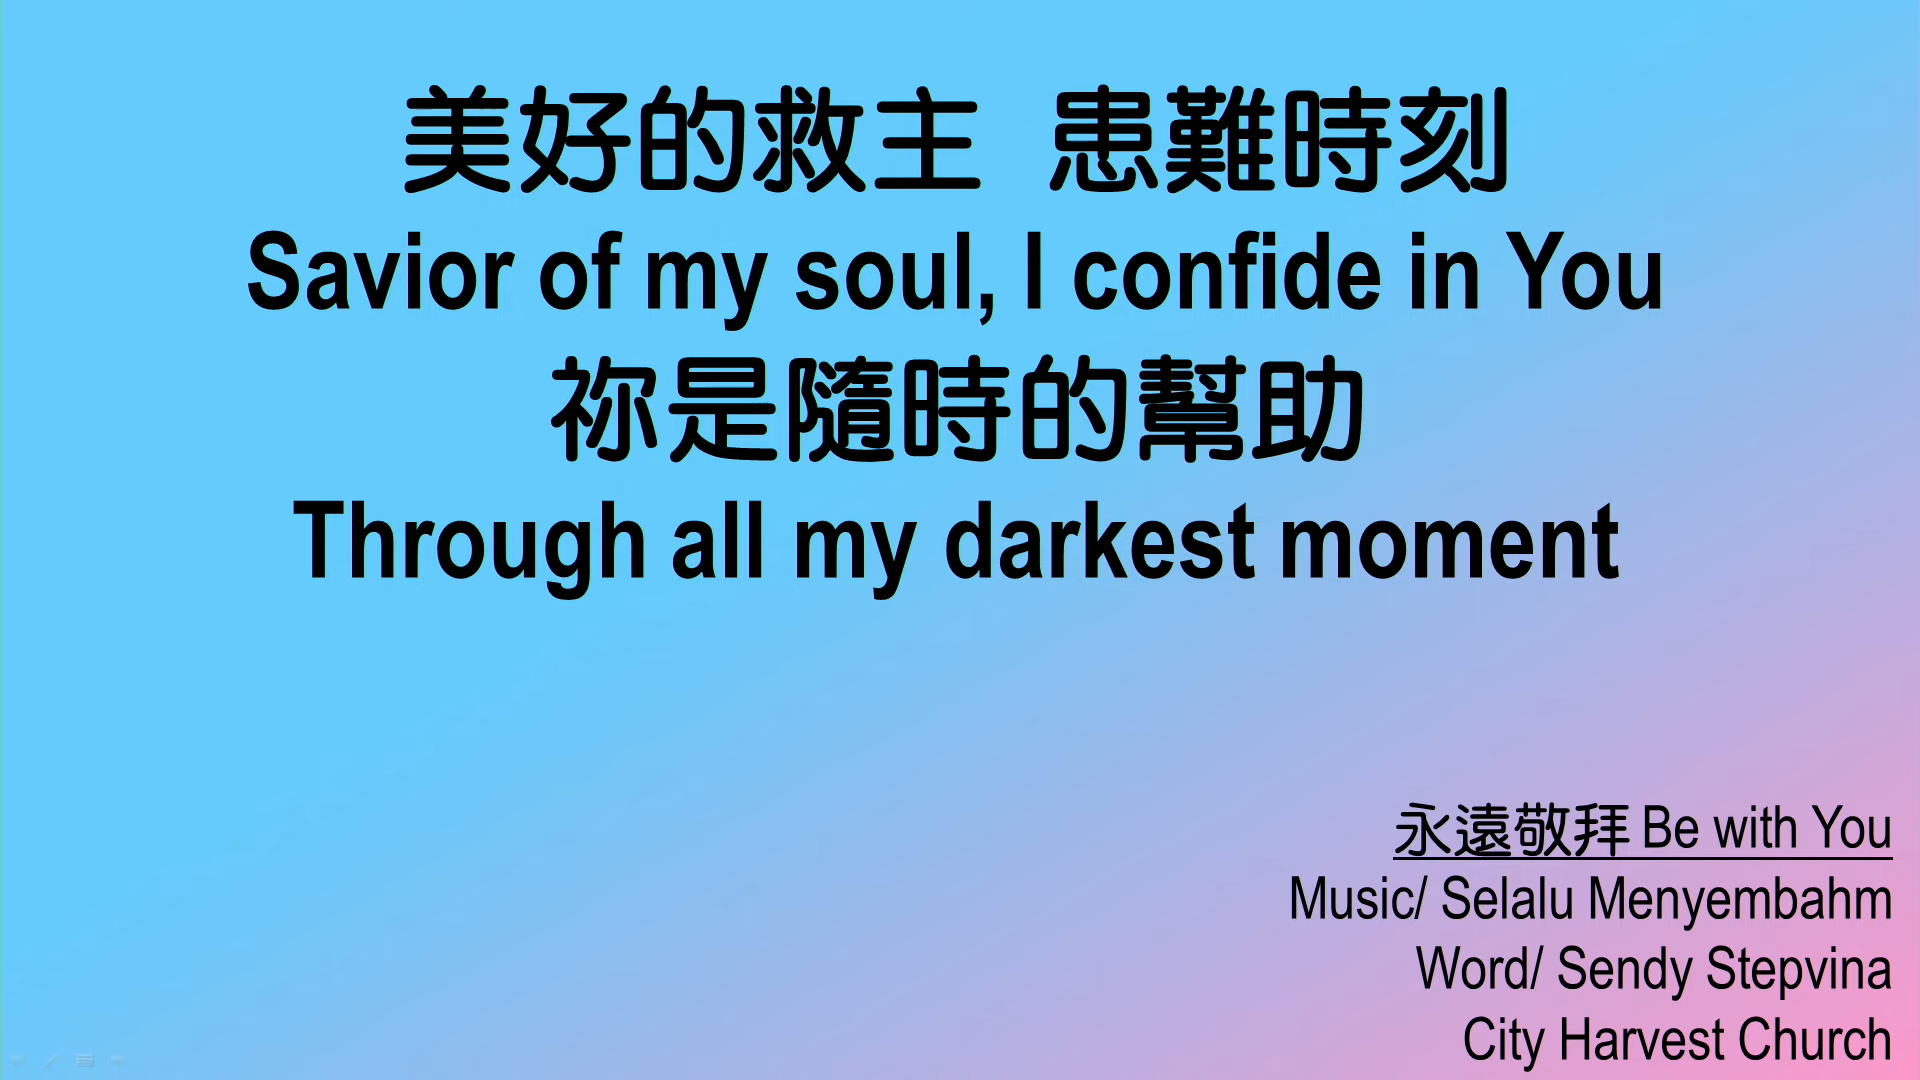 美好的救主 患難時刻
Savior of my soul, I confide in You
祢是隨時的幫助
Through all my darkest moment
永遠敬拜 Be with You
Music/ Selalu Menyembahm
Word/ Sendy Stepvina
City Harvest Church